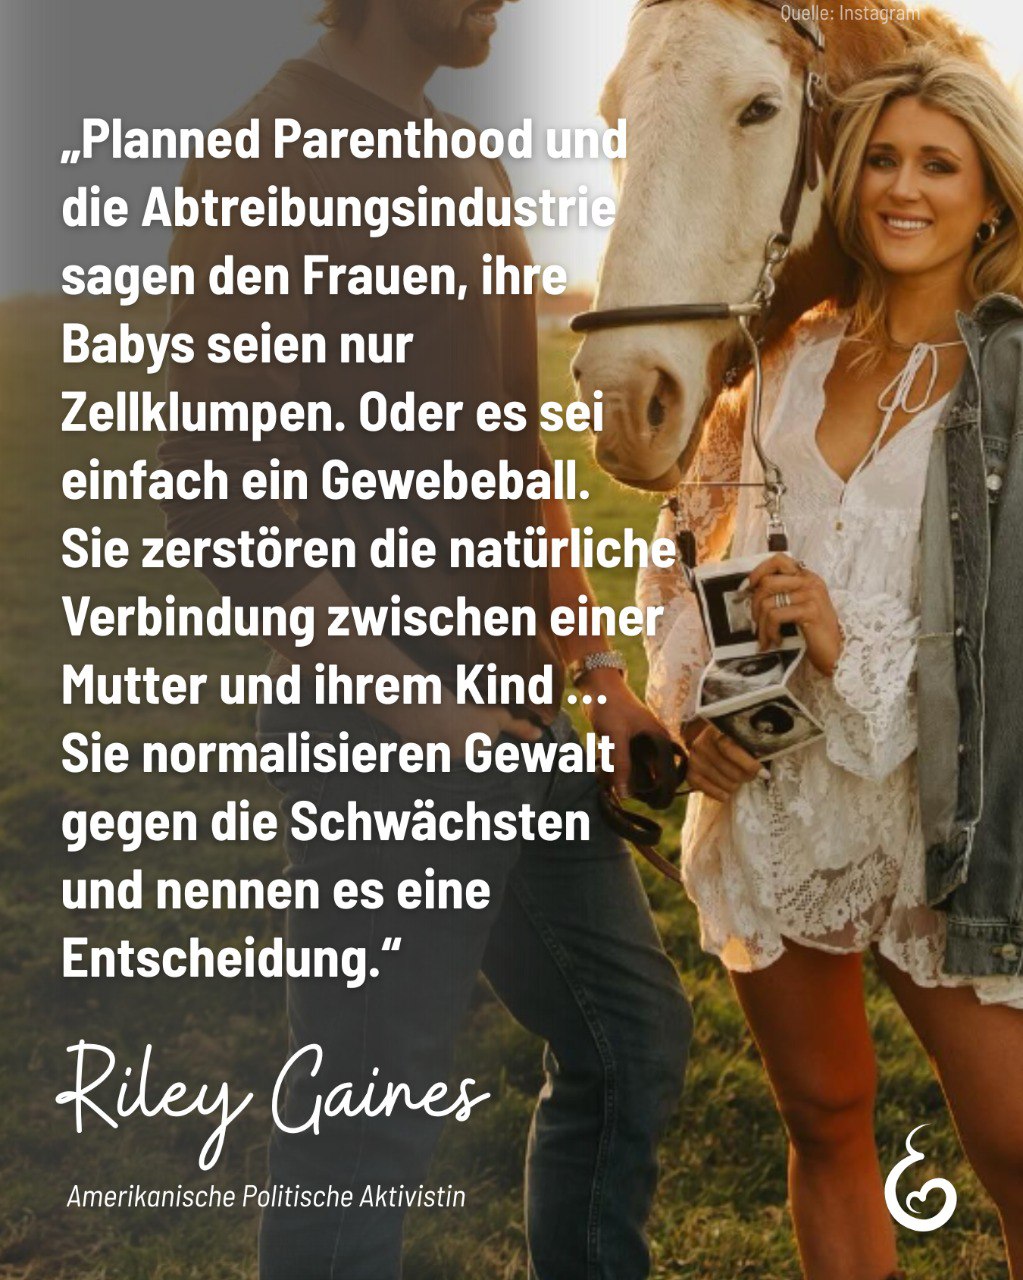 Quelle: Instagram
„Planned Parenthood und
die Abtreibungsindustrie
sagen den Frauen, ihre
Babys seien nur
Zellklumpen. Oder es sei
einfach ein Gewebeball.
Sie zerstören die natürliche
Verbindung zwischen einer
Mutter und ihrem Kind ...
Sie normalisieren Gewalt
gegen die Schwächsten
und nennen es eine
Entscheidung.“
Riley Gaines
Amerikanische Politische Aktivistin